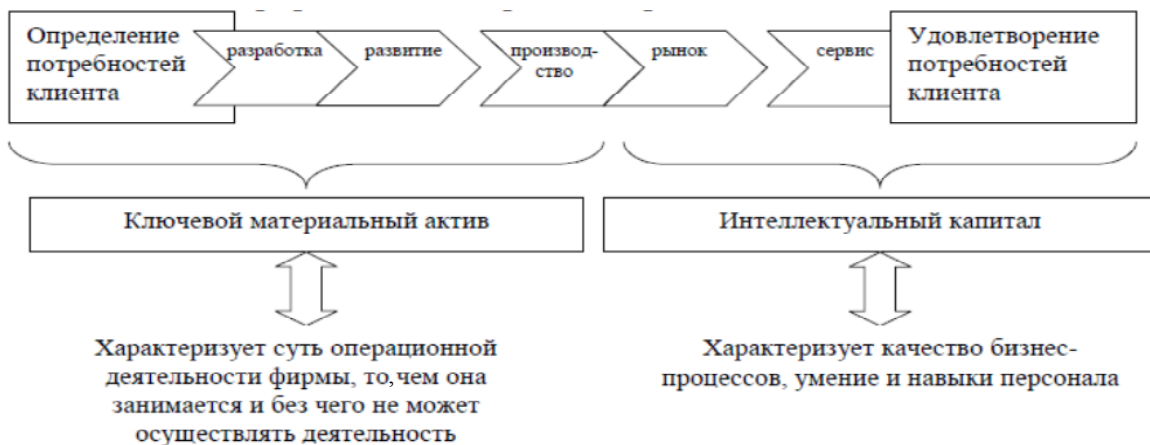 Определение
потребностей
клиента
разработка
развитие
производ-
ство
рынок
сервис
Удовлетворение
потребностей
клиента
Ключевой материальный актив
Интеллектуальный капитал
Характеризует суть операционной
деятельности фирмы, то,чем она
занимается и без чего не может
осуществлять деятельность
Характеризует качество бизнес-
процессов, умение и навыки персонала